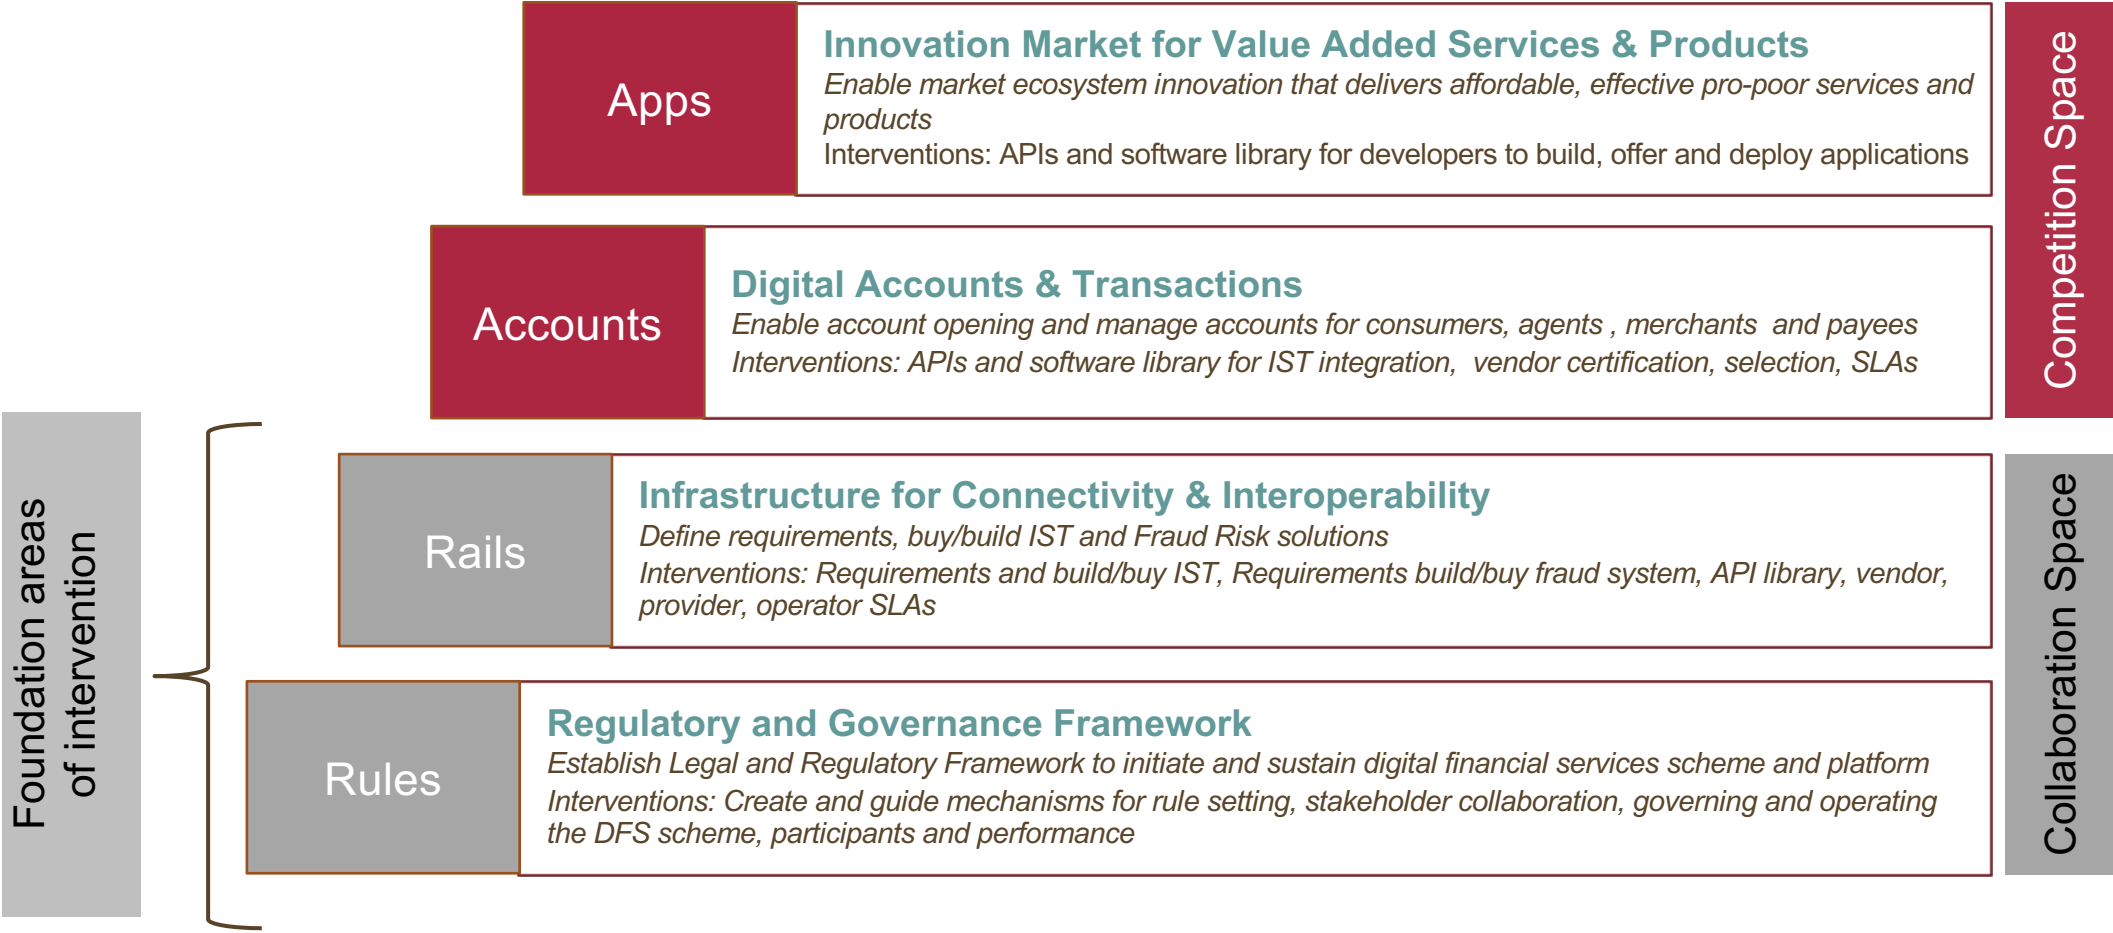 Apps
Innovation Market for Value Added Services & Products
Enable market ecosystem innovation that delivers affordable, effective pro-poor services and
products
Interventions: APIs and software library for developers to build, offer and deploy applications
Accounts
Digital Accounts & Transactions
Enable account opening and manage accounts for consumers, agents , merchants  and payees
Interventions: APIs and software library for IST integration,  vendor certification, selection, SLAs
Competition Space
Foundation areas
of intervention
Rails
Infrastructure for Connectivity & Interoperability
Define requirements, buy/build IST and Fraud Risk solutions
Interventions: Requirements and build/buy IST, Requirements build/buy fraud system, API library, vendor,
provider, operator SLAs
Rules
Regulatory and Governance Framework
Establish Legal and Regulatory Framework to initiate and sustain digital financial services scheme and platform
Interventions: Create and guide mechanisms for rule setting, stakeholder collaboration, governing and operating
the DFS scheme, participants and performance
Collaboration Space